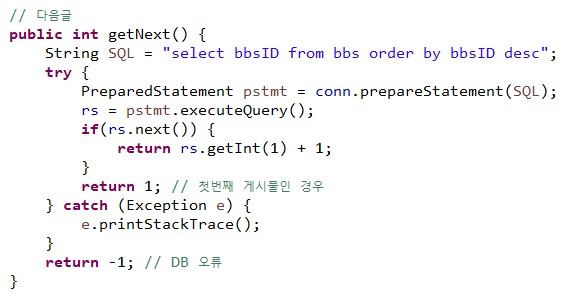 // 다음글
public int getNext() {
    String SQL = "select bbsID from bbs order by bbsID desc";
    try {
        PreparedStatement pstmt = conn.prepareStatement(SQL);
        rs = pstmt.executeQuery();
        if(rs.next()) {
            return rs.getInt(1) + 1;
        }
        return 1; // 첫번째 게시물인 경우
    } catch (Exception e) {
        e.printStackTrace();
    }
    return -1; // DB 오류
}